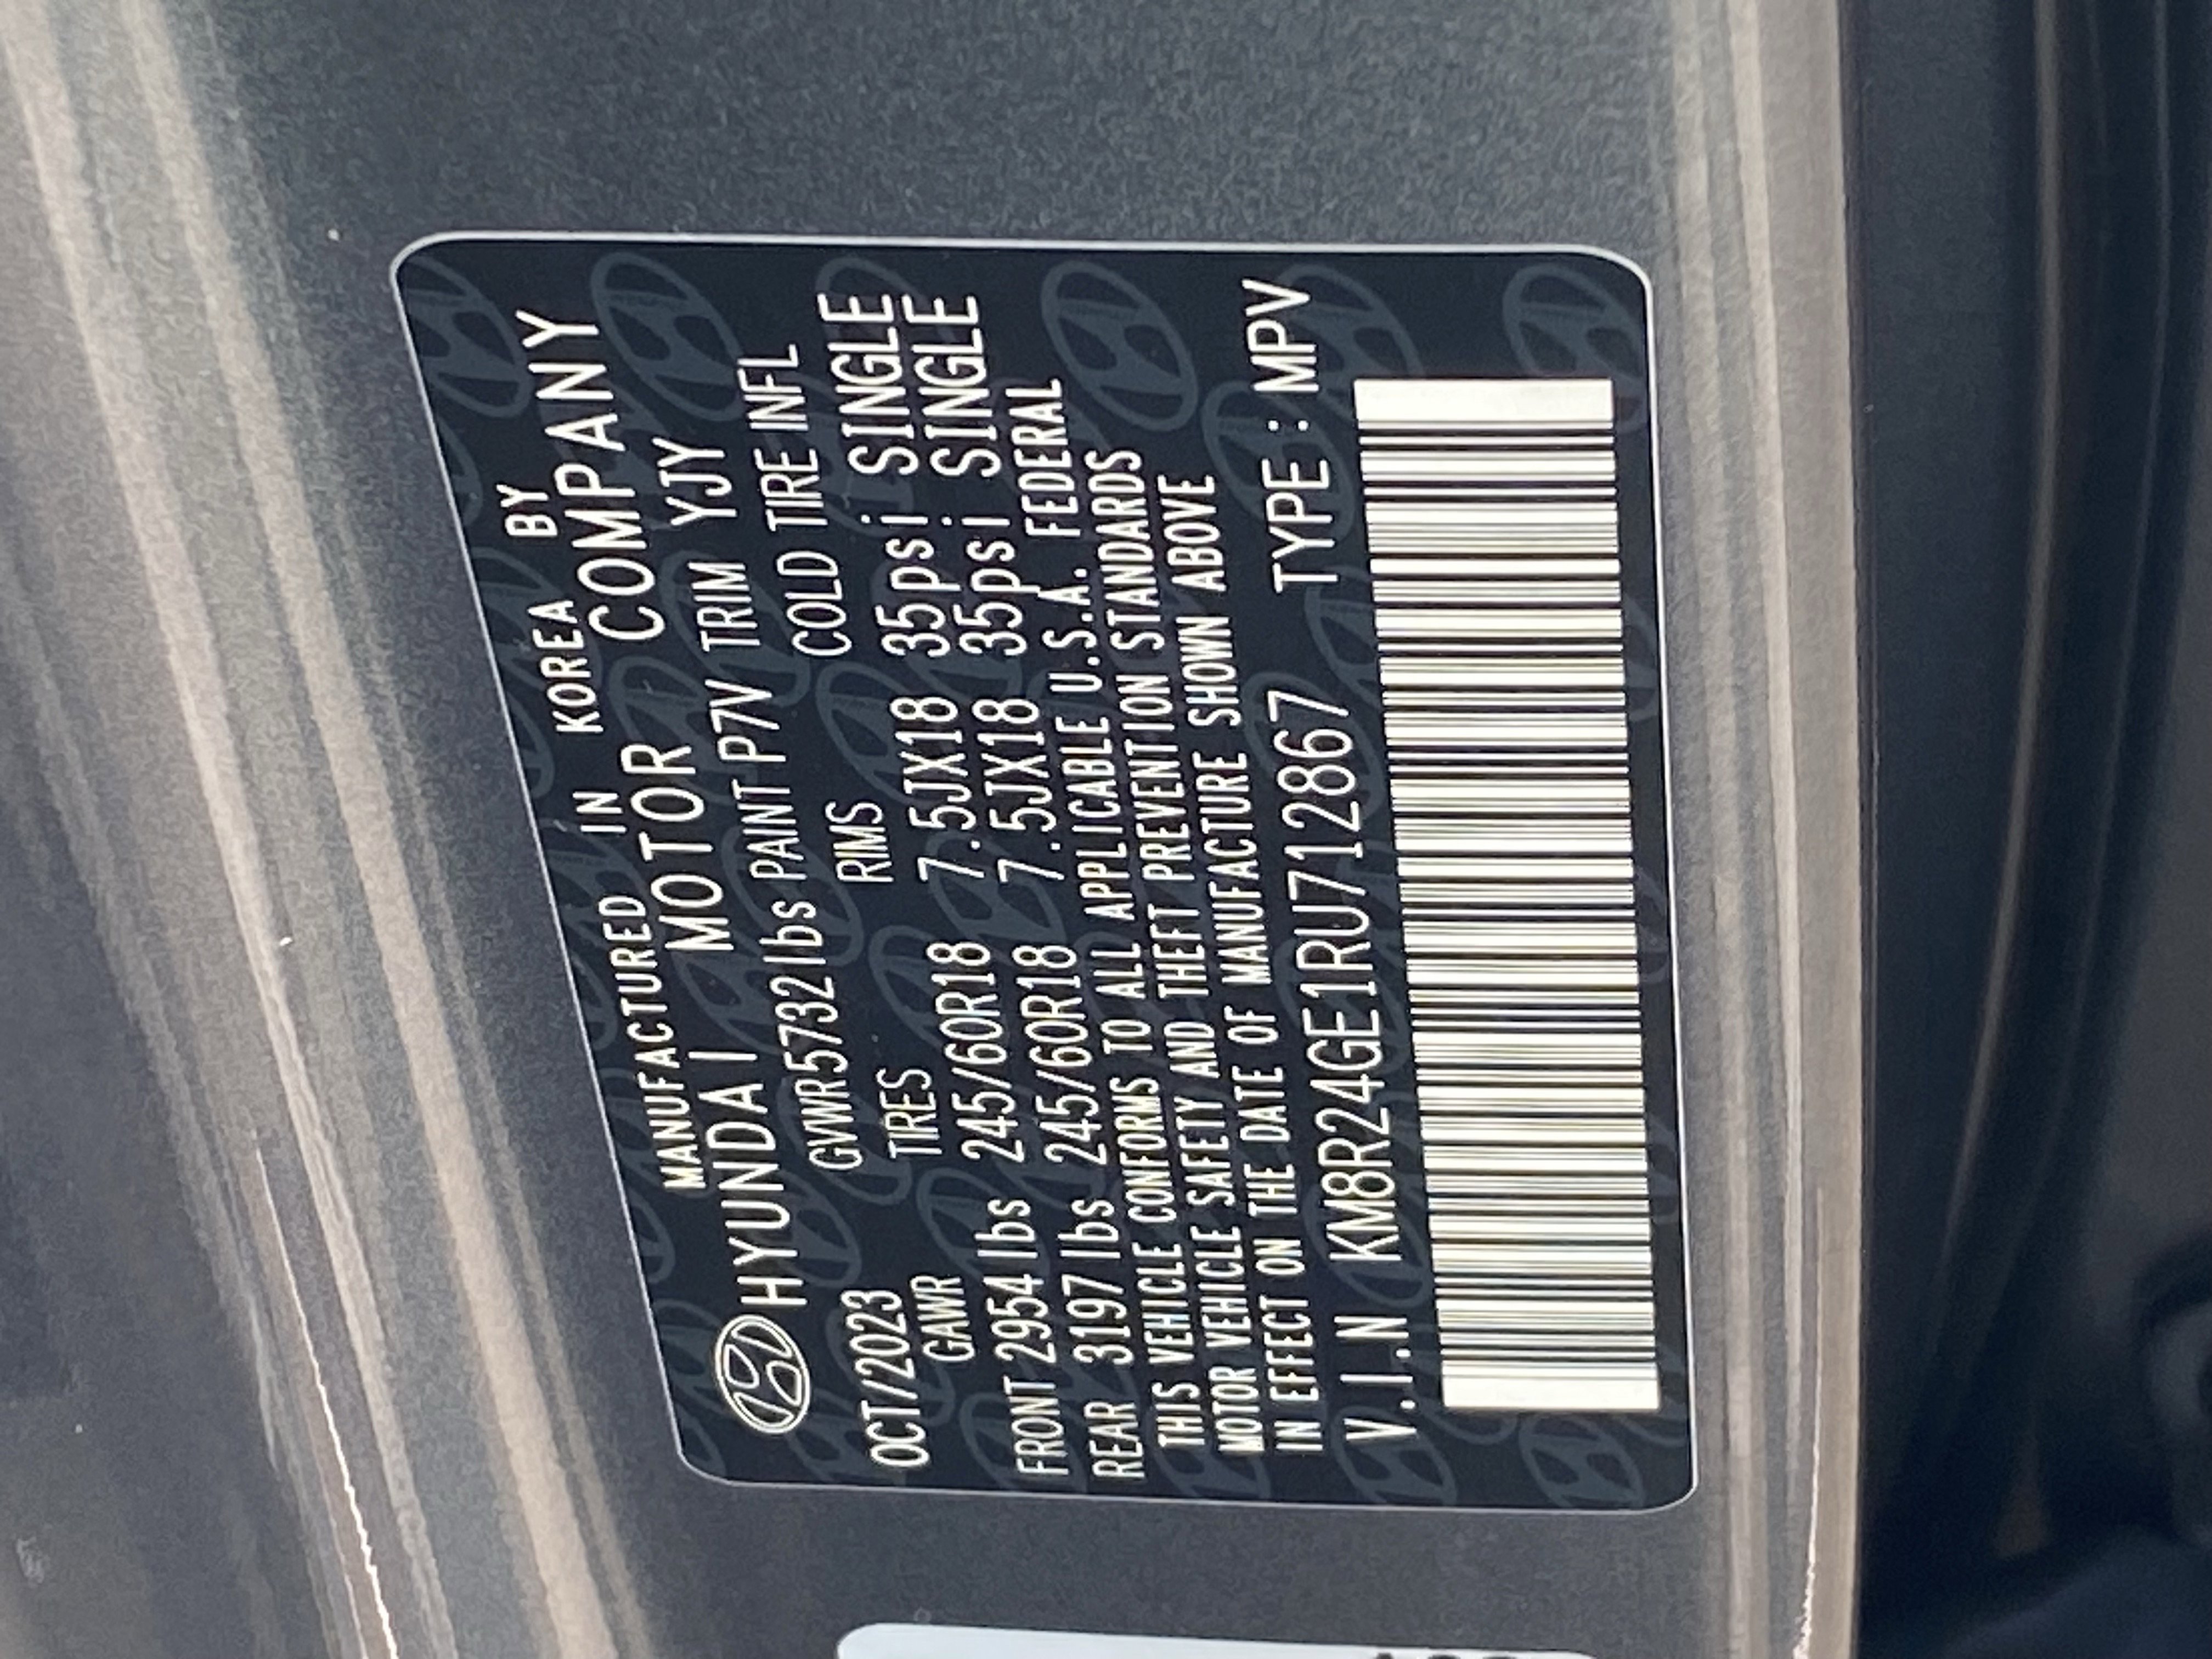 MANUFACTURED IN KOREA BY
HYUNDAI MOTOR COMPANY
OCT/2023 GVWR5732lbs PAINT P7V TRIM YJY
GAWR TIRES RIMS COLD TIRE INFL
FRONT 2954 lbs 245/60R18 7.5JX18 35psi SINGLE
REAR 3197 lbs 245/60R18 7.5JX18 35psi SINGLE
THIS VEHICLE CONFORMS TO ALL APPLICABLE U.S.A. FEDERAL
MOTOR VEHICLE SAFETY AND THEFT PREVENTION STANDARDS
IN EFFECT ON THE DATE OF MANUFACTURE SHOWN ABOVE
V.I.N KM8R24GE1RU712867 TYPE : MPV